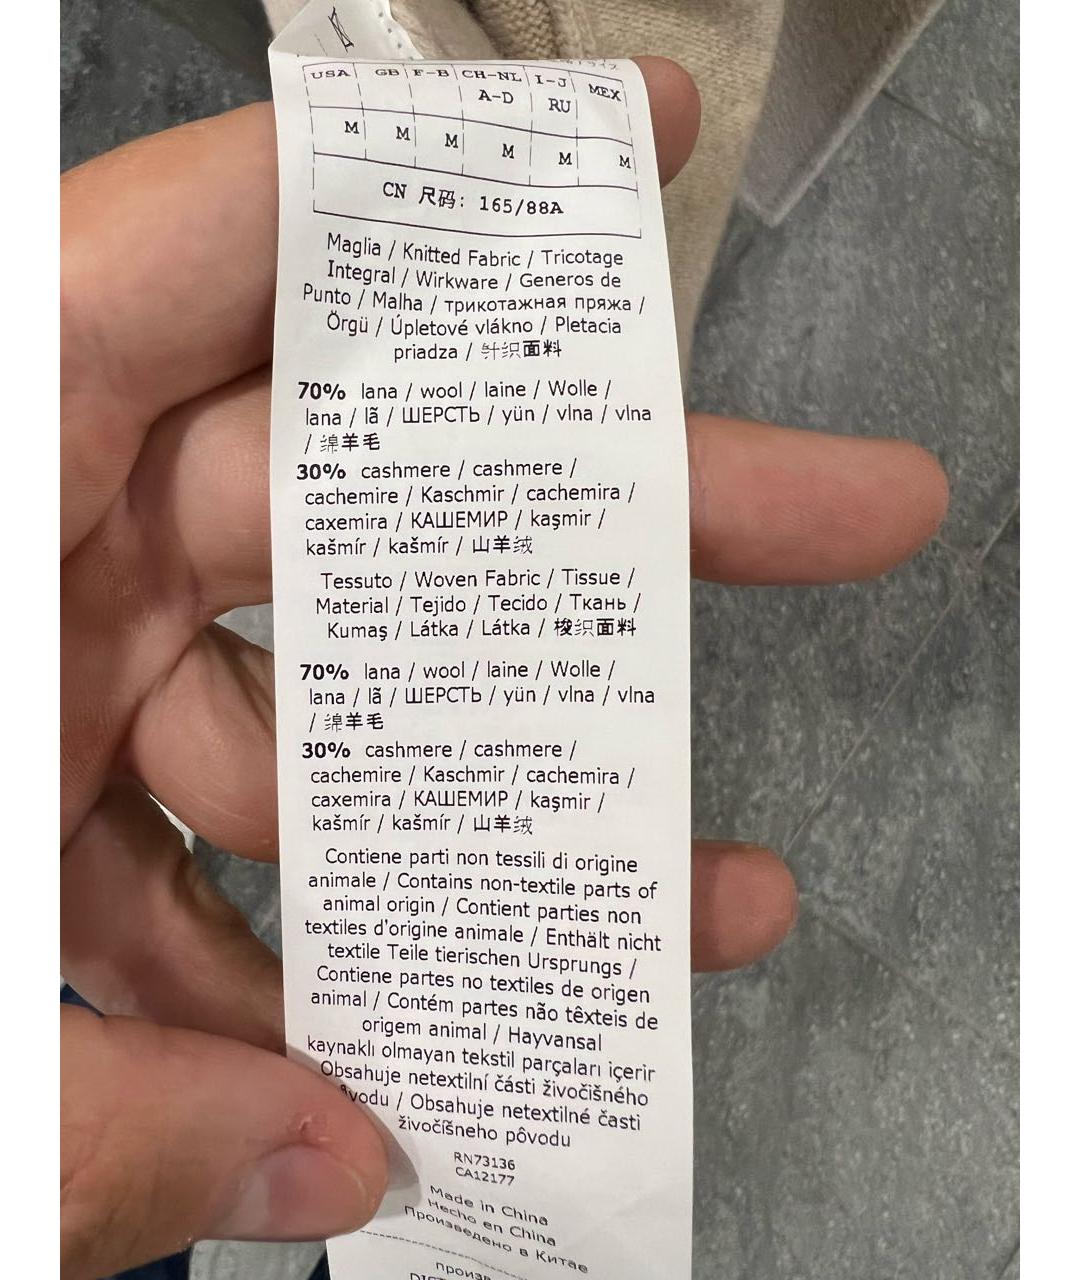 USA GB F-B CH-NL I-J MEX
A-D RU
M M M M M M
CN 尺码: 165/88A
Maglia / Knitted Fabric / Tricotage
Integral / Wirkware / Generos de
Punto / Malha / трикотажная пряжа /
Örgü / Úpletové vlákno / Pletacia
priadza / 针织面料
70% lana / wool / laine / Wolle /
lana / lã / ШЕРСТЬ / yün / vlna / vlna
/ 绵羊毛
30% cashmere / cashmere /
cachemire / Kaschmir / cachemira /
caxemira / КАШЕМИР / kaşmir /
kašmír / kašmír / 山羊绒
Tessuto / Woven Fabric / Tissue /
Material / Tejido / Tecido / Ткань /
Kumaş / Látka / Látka / 梭织面料
70% lana / wool / laine / Wolle /
lana / lã / ШЕРСТЬ / yün / vlna / vlna
/ 绵羊毛
30% cashmere / cashmere /
cachemire / Kaschmir / cachemira /
caxemira / КАШЕМИР / kaşmir /
kašmír / kašmír / 山羊绒
Contiene parti non tessili di origine
animale / Contains non-textile parts of
animal origin / Contient parties non
textiles d'origine animale / Enthält nicht
textile Teile tierischen Ursprungs /
Contiene partes no textiles de origen
animal / Contém partes não têxteis de
origem animal / Hayvansal
kaynaklı olmayan tekstil parçaları içerir
Obsahuje netextilní části živočišného
/ Obsahuje netextilné časti
živočíšneho pôvodu
RN73136
CA12177
Made in China
Hecho en China
Произведено в Китае